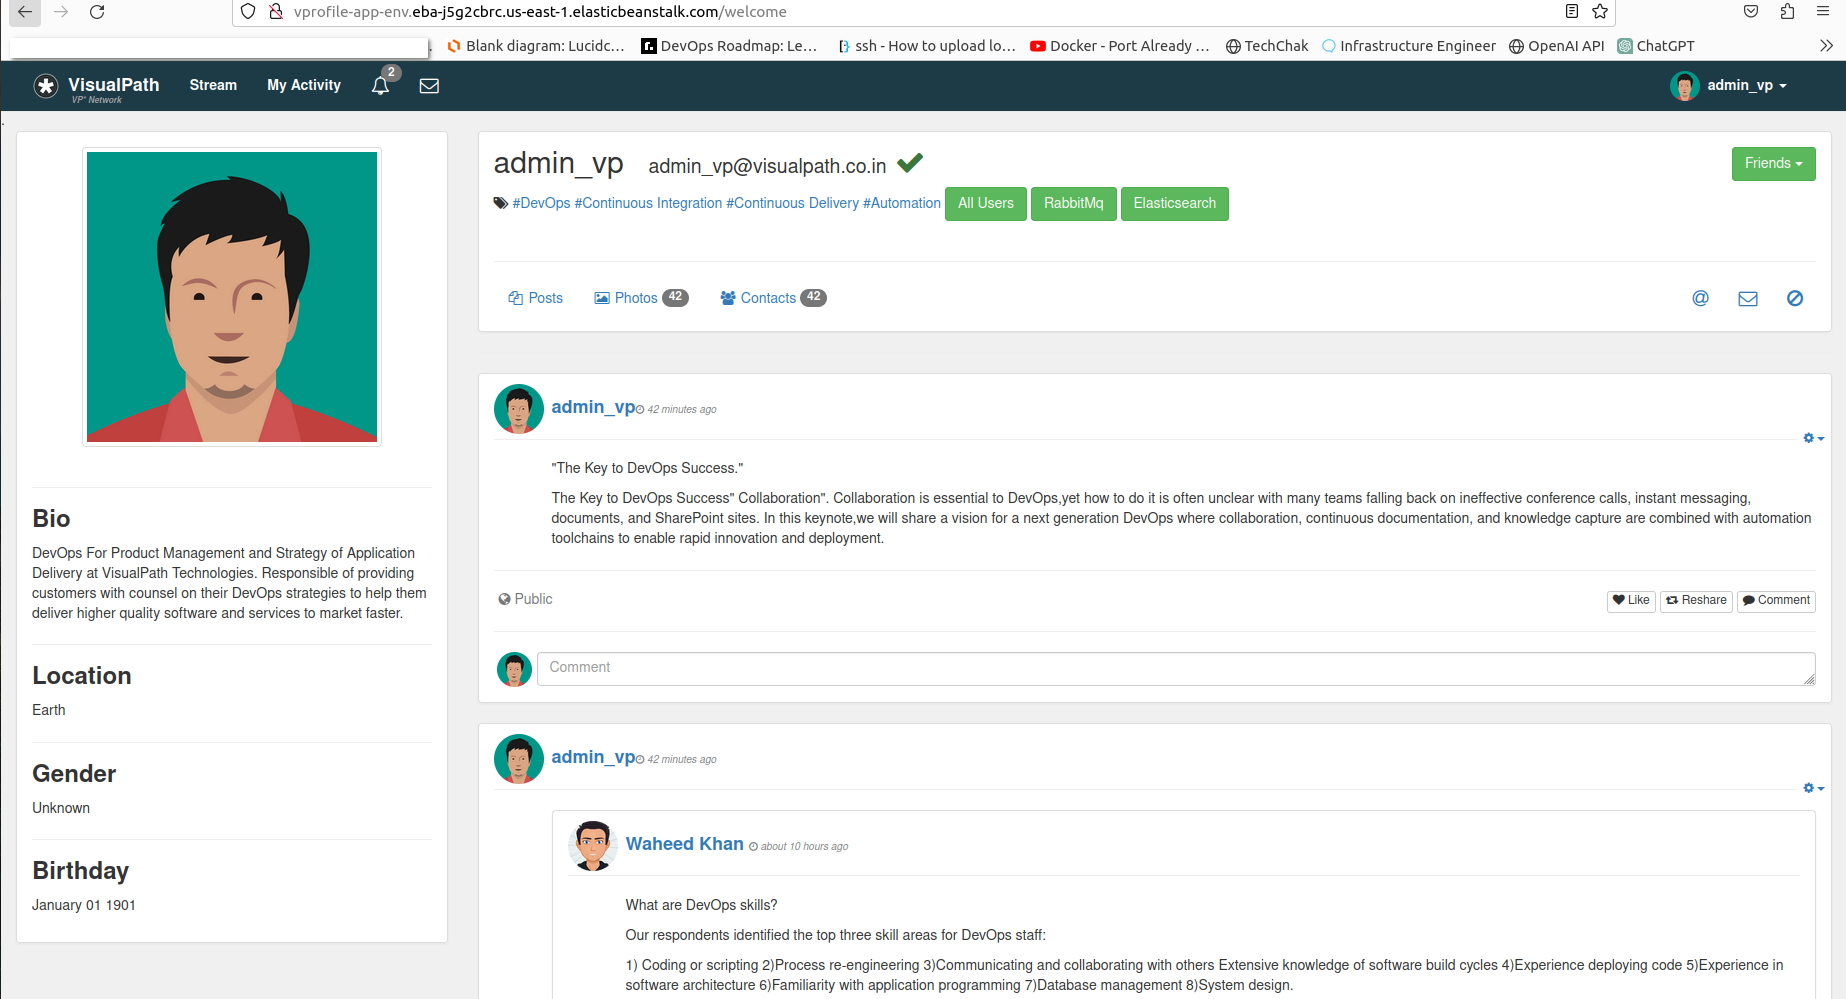 vprofile-app-env.eba-j5g2cbrc.us-east-1.elasticbeanstalk.com/welcome
Blank diagram: Lucidc… DevOps Roadmap: Le… ssh - How to upload lo… Docker - Port Already … TechChak Infrastructure Engineer OpenAI API ChatGPT
VisualPath Stream My Activity 2 admin_vp
VP* Network
admin_vp admin_vp@visualpath.co.in Friends
#DevOps #Continuous Integration #Continuous Delivery #Automation All Users RabbitMq Elasticsearch
Posts Photos 42 Contacts 42 @
Bio
DevOps For Product Management and Strategy of Application
Delivery at VisualPath Technologies. Responsible of providing
customers with counsel on their DevOps strategies to help them
deliver higher quality software and services to market faster.
Location
Earth
Gender
Unknown
Birthday
January 01 1901
admin_vp 42 minutes ago
"The Key to DevOps Success."
The Key to DevOps Success" Collaboration". Collaboration is essential to DevOps,yet how to do it is often unclear with many teams falling back on ineffective conference calls, instant messaging,
documents, and SharePoint sites. In this keynote,we will share a vision for a next generation DevOps where collaboration, continuous documentation, and knowledge capture are combined with automation
toolchains to enable rapid innovation and deployment.
Public Like Reshare Comment
Comment
admin_vp 42 minutes ago
Waheed Khan about 10 hours ago
What are DevOps skills?
Our respondents identified the top three skill areas for DevOps staff:
1) Coding or scripting 2)Process re-engineering 3)Communicating and collaborating with others Extensive knowledge of software build cycles 4)Experience deploying code 5)Experience in
software architecture 6)Familiarity with application programming 7)Database management 8)System design.